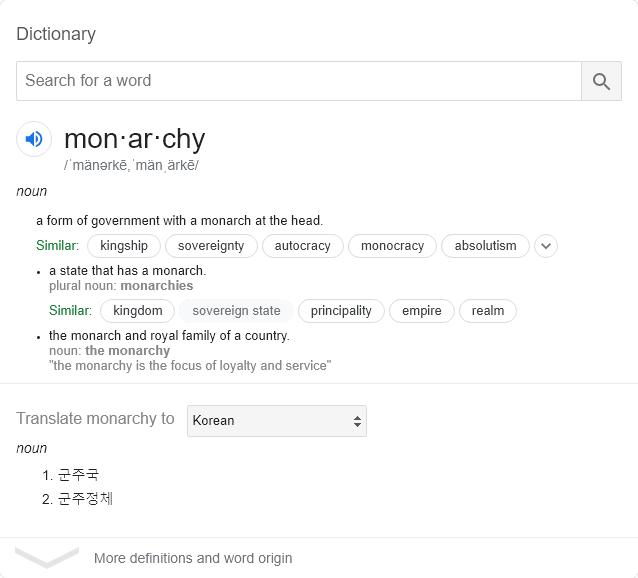 Dictionary
Search for a word
mon·ar·chy
/ˈmänərkē,ˈmänˌärkē/
noun
a form of government with a monarch at the head.
Similar: kingship sovereignty autocracy monocracy absolutism
• a state that has a monarch.
plural noun: monarchies
Similar: kingdom sovereign state principality empire realm
• the monarch and royal family of a country.
noun: the monarchy
"the monarchy is the focus of loyalty and service"
Translate monarchy to Korean
noun
1. 군주국
2. 군주정체
More definitions and word origin